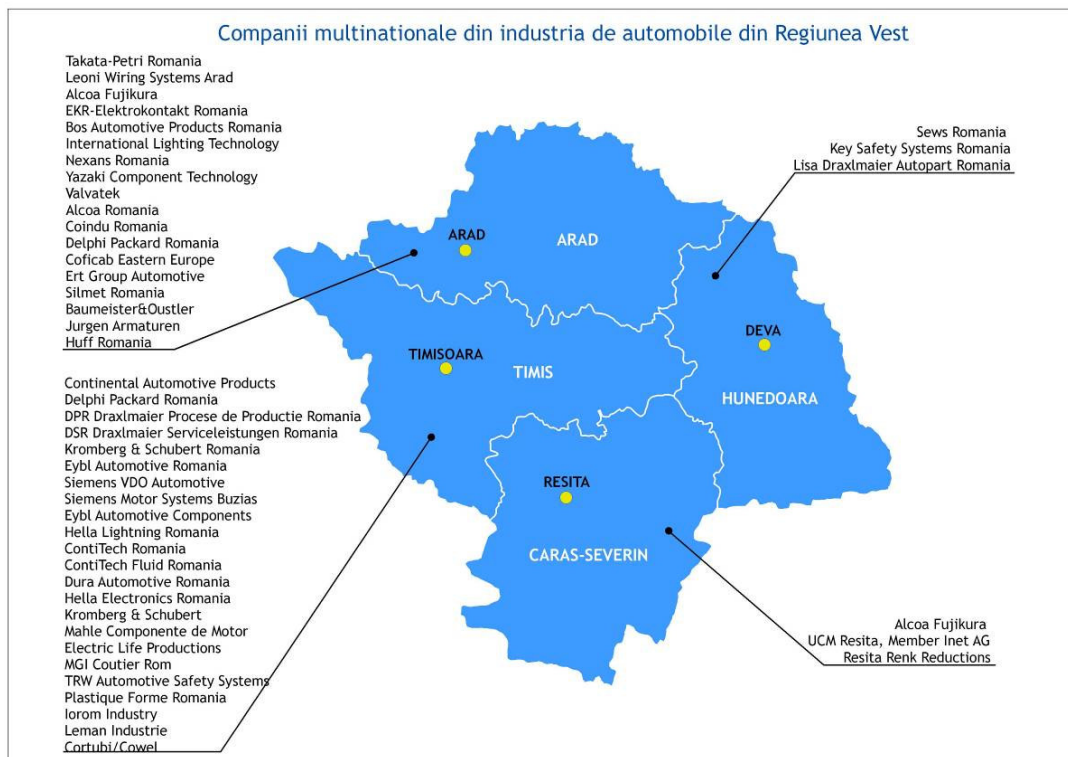 Companii multinationale din industria de automobile din Regiunea Vest
Takata-Petri Romania
Leoni Wiring Systems Arad
Alcoa Fujikura
EKR-Elektrokontakt Romania
Bos Automotive Products Romania
International Lighting Technology
Nexans Romania
Yazaki Component Technology
Valvatek
Alcoa Romania
Coindu Romania
Delphi Packard Romania
Coficab Eastern Europe
Ert Group Automotive
Silmet Romania
Baumeister&Oustler
Jurgen Armaturen
Huff Romania
Sews Romania
Key Safety Systems Romania
Lisa Draxlmaier Autopart Romania
ARAD
ARAD
DEVA
HUNEDOARA
TIMISOARA
TIMIS
RESITA
CARAS-SEVERIN
Continental Automotive Products
Delphi Packard Romania
DPR Draxlmaier Procese de Productie Romania
DSR Draxlmaier Serviceleistungen Romania
Kromberg & Schubert Romania
Eybl Automotive Romania
Siemens VDO Automotive
Siemens Motor Systems Buzias
Eybl Automotive Components
Hella Lightning Romania
ContiTech Romania
ContiTech Fluid Romania
Dura Automotive Romania
Hella Electronics Romania
Kromberg & Schubert
Mahle Componente de Motor
Electric Life Productions
MGI Coutier Rom
TRW Automotive Safety Systems
Plastique Forme Romania
Iorom Industry
Leman Industrie
Cortubi/Cowel
Alcoa Fujikura
UCM Resita, Member Inet AG
Resita Renk Reductions